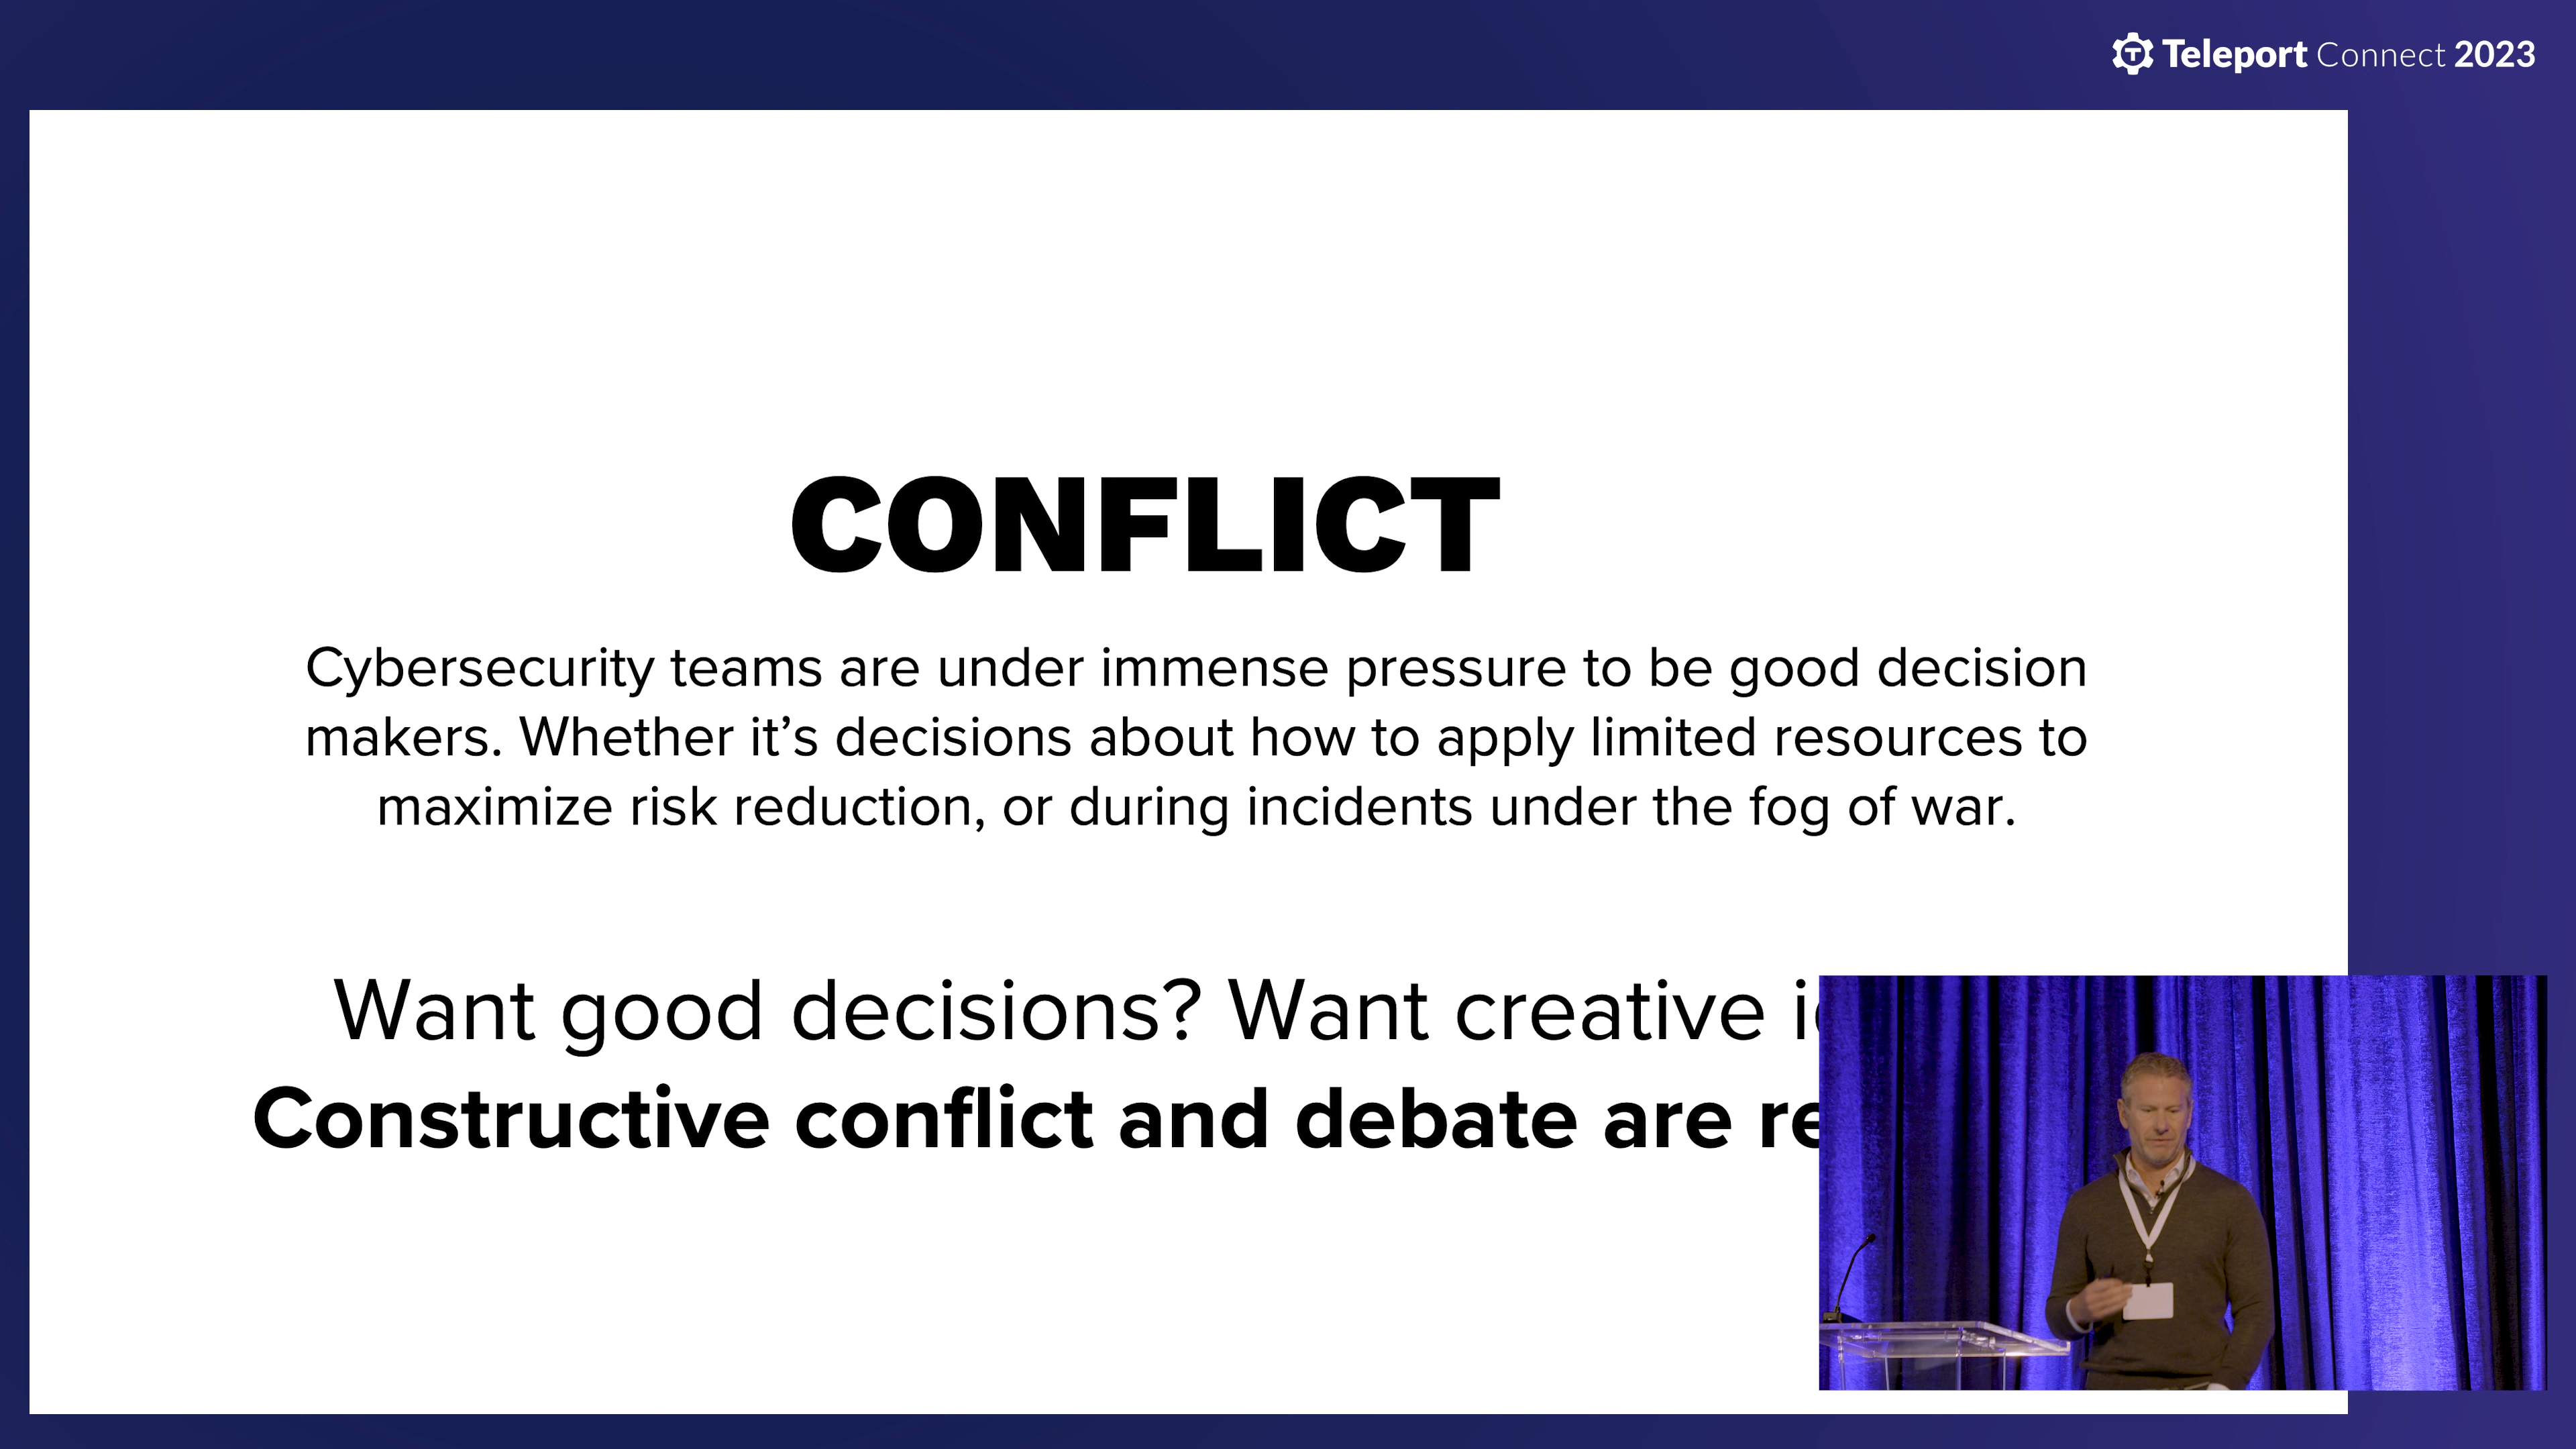 Teleport Connect 2023
CONFLICT
Cybersecurity teams are under immense pressure to be good decision
makers. Whether it’s decisions about how to apply limited resources to
maximize risk reduction, or during incidents under the fog of war.
Want good decisions? Want creative
Constructive conflict and debate are